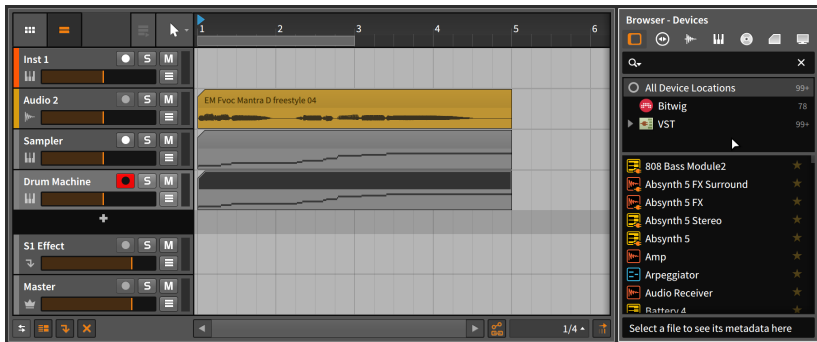 1 2 3 4 5 6
Inst 1 S M
Audio 2 S M
EM Fvoc Mantra D freestyle 04
Sampler S M
Drum Machine S M
+
S1 Effect S M
Master S M
1/4
Browser - Devices
All Device Locations 99+
Bitwig 78
VST 99+
808 Bass Module2
Absynth 5 FX Surround
Absynth 5 FX
Absynth 5 Stereo
Absynth 5
Amp
Arpeggiator
Audio Receiver
Battery 4
Select a file to see its metadata here